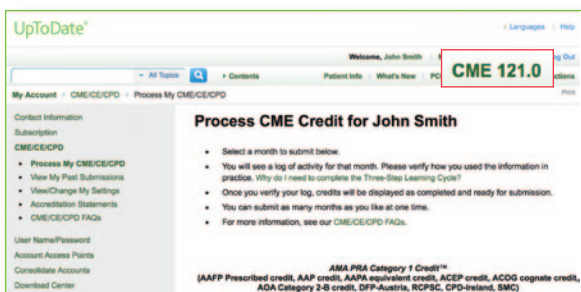 UpToDate®
Languages | Help
Welcome, John Smith
ng Out
All Topics
Contents
Patient Info | What's New
CME 121.0
My Account CME/CE/CPD Process My CME/CE/CPD
Print
Contact Information
Subscription
CME/CE/CPD
• Process My CME/CE/CPD
• View My Past Submissions
• View/Change My Settings
• Accreditation Statements
• CME/CE/CPD FAQs
User Name/Password
Account Access Points
Consolidate Accounts
Download Center
Process CME Credit for John Smith
• Select a month to submit below.
• You will see a log of activity for that month. Please verify how you used the information in
practice. Why do I need to complete the Three-Step Learning Cycle?
• Once you verify your log, credits will be displayed as completed and ready for submission.
• You can submit as many months as you like at one time.
• For more information, see our CME/CE/CPD FAQs.
AMA PRA Category 1 Credit™
(AAFP Prescribed credit, AAP credit, AAPA equivalent credit, ACEP credit, ACOG cognate credit,
AOA Category 2-B credit, DFP-Austria, RCPSC, CPD-Ireland, SMC)